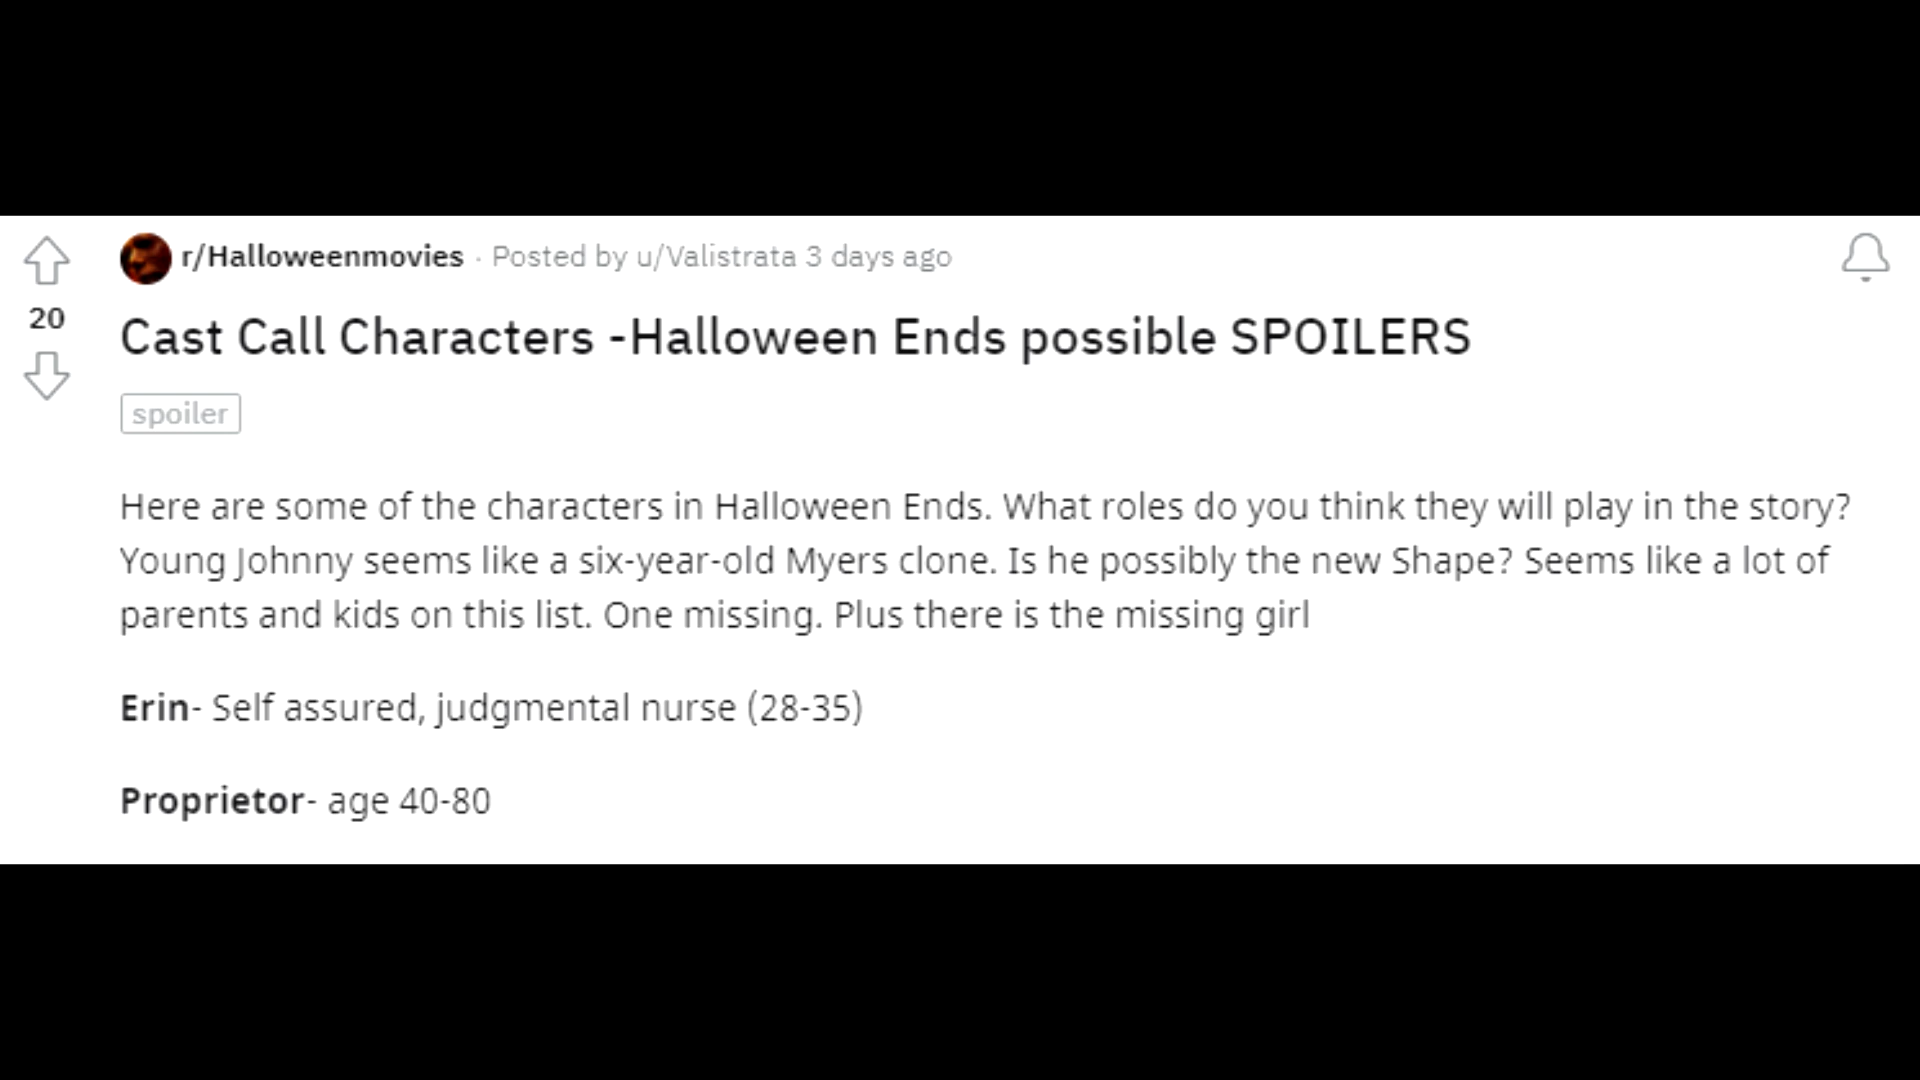 r/Halloweenmovies · Posted by u/Valistrata 3 days ago
20
Cast Call Characters -Halloween Ends possible SPOILERS
spoiler
Here are some of the characters in Halloween Ends. What roles do you think they will play in the story?
Young Johnny seems like a six-year-old Myers clone. Is he possibly the new Shape? Seems like a lot of
parents and kids on this list. One missing. Plus there is the missing girl
Erin- Self assured, judgmental nurse (28-35)
Proprietor- age 40-80